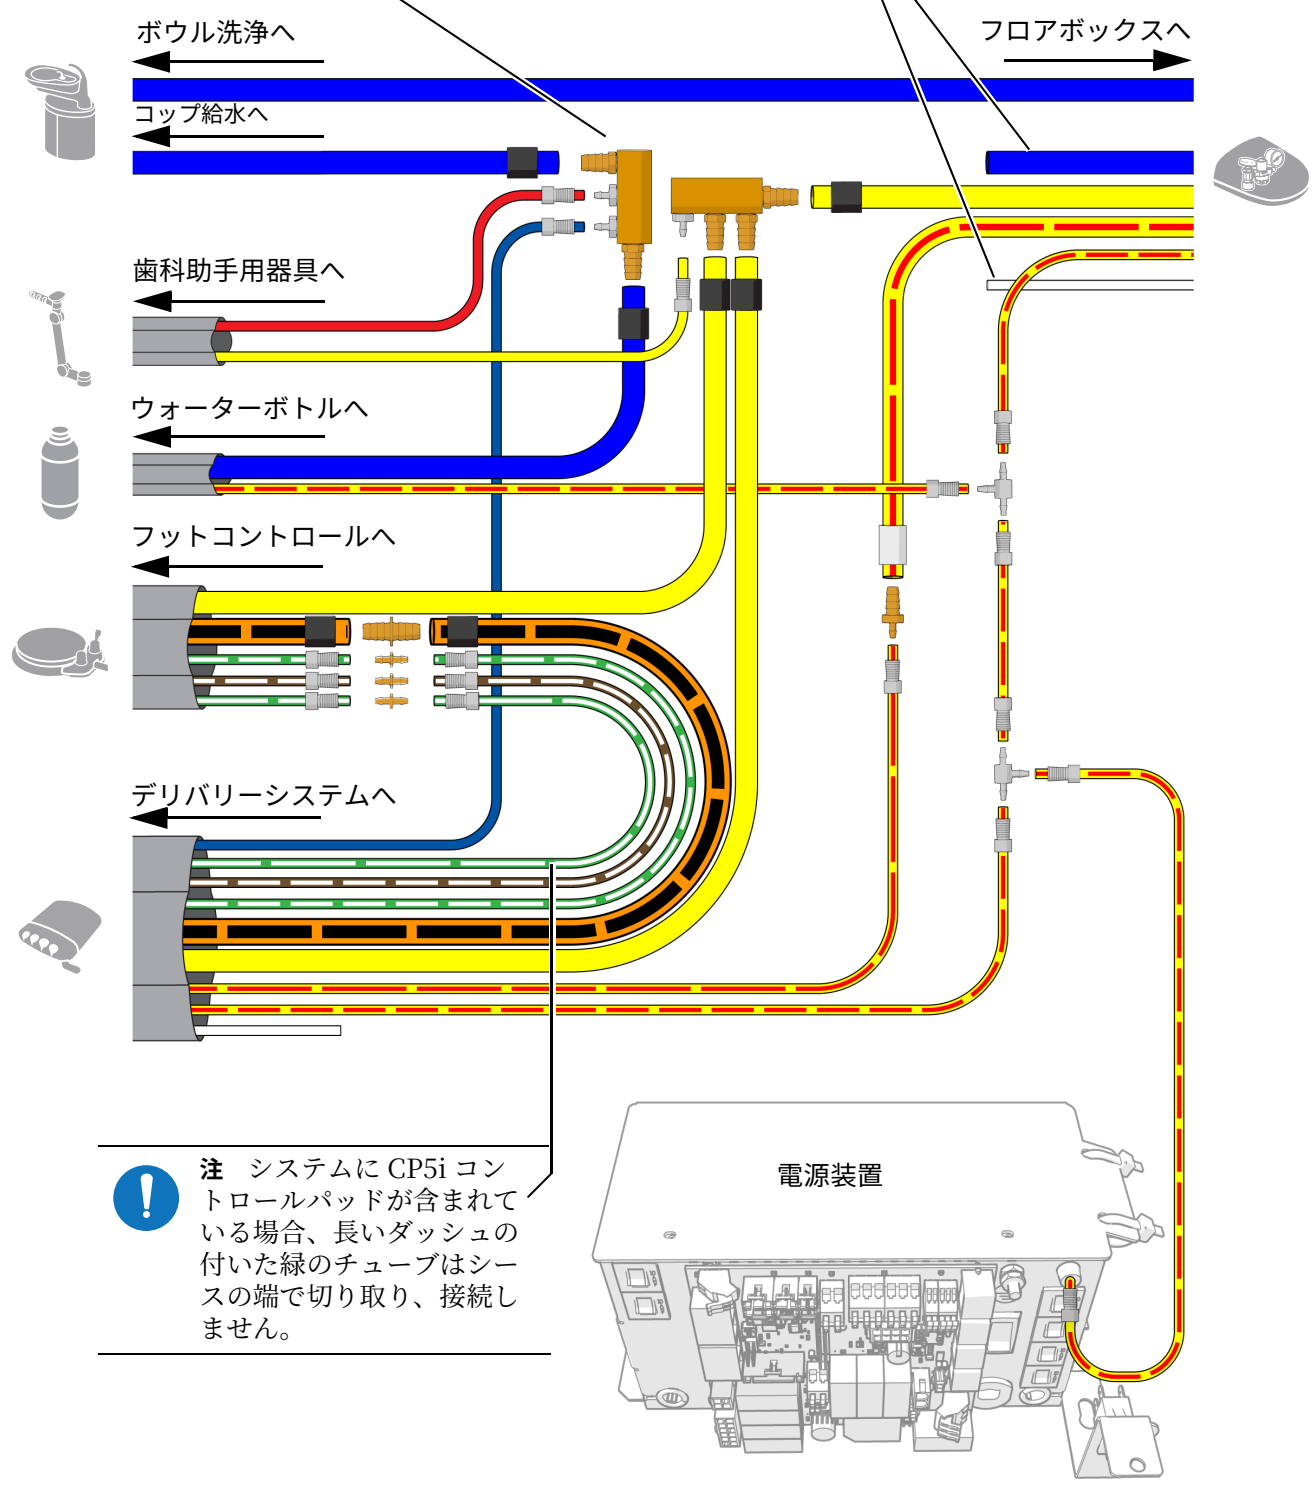 ボウル洗浄へ
フロアボックスへ
コップ給水へ
歯科助手用器具へ
ウォーターボトルへ
フットコントロールへ
デリバリーシステムへ
電源装置
注 システムに CP5i コン
トロールパッドが含まれて
いる場合、長いダッシュの
付いた緑のチューブはシー
スの端で切り取り、接続し
ません。